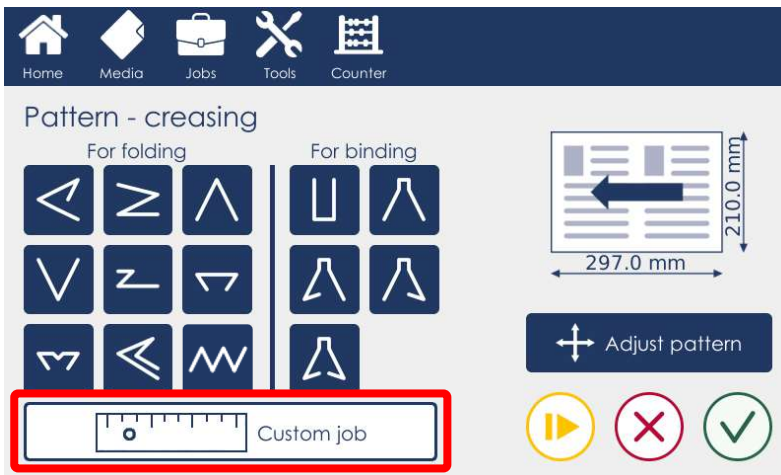 Home Media Jobs Tools Counter
Pattern - creasing
For folding For binding
210.0 mm
297.0 mm
Adjust pattern
Custom job